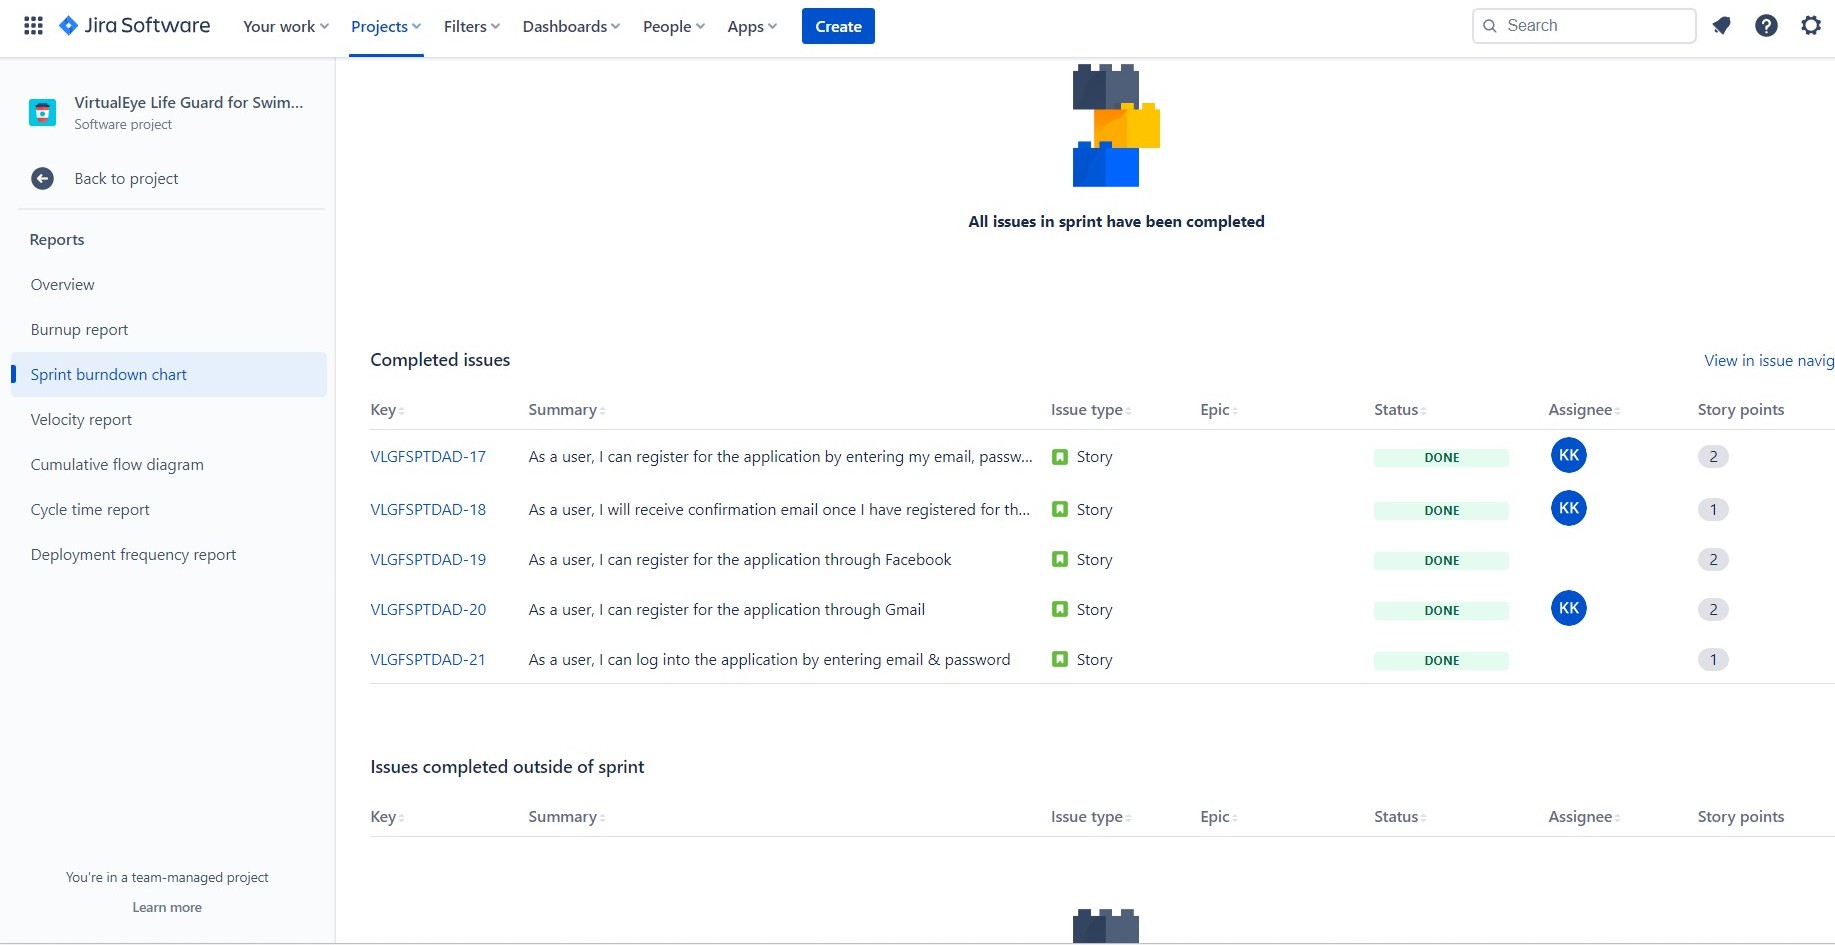 Jira Software Your work Projects Filters Dashboards People Apps Create Search
VirtualEye Life Guard for Swim...
Software project
Back to project
Reports
Overview
Burnup report
Sprint burndown chart
Velocity report
Cumulative flow diagram
Cycle time report
Deployment frequency report
You're in a team-managed project
Learn more
All issues in sprint have been completed
Completed issues View in issue navig
Key Summary Issue type Epic Status Assignee Story points
VLGFSPTDAD-17 As a user, I can register for the application by entering my email, passw... Story DONE KK 2
VLGFSPTDAD-18 As a user, I will receive confirmation email once I have registered for th... Story DONE KK 1
VLGFSPTDAD-19 As a user, I can register for the application through Facebook Story DONE 2
VLGFSPTDAD-20 As a user, I can register for the application through Gmail Story DONE KK 2
VLGFSPTDAD-21 As a user, I can log into the application by entering email & password Story DONE 1
Issues completed outside of sprint
Key Summary Issue type Epic Status Assignee Story points